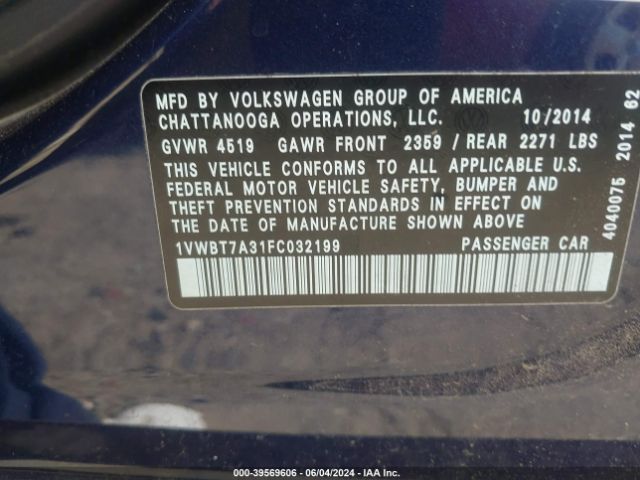 MFD BY VOLKSWAGEN GROUP OF AMERICA
CHATTANOOGA OPERATIONS, LLC. 10/2014
GVWR 4519 GAWR FRONT 2359 / REAR 2271 LBS
THIS VEHICLE CONFORMS TO ALL APPLICABLE U.S.
FEDERAL MOTOR VEHICLE SAFETY, BUMPER AND
THEFT PREVENTION STANDARDS IN EFFECT ON
THE DATE OF MANUFACTURE SHOWN ABOVE
1VWBT7A31FC032199 PASSENGER CAR
4040075 2014 62
000-39569606 - 06/04/2024 - IAA Inc.